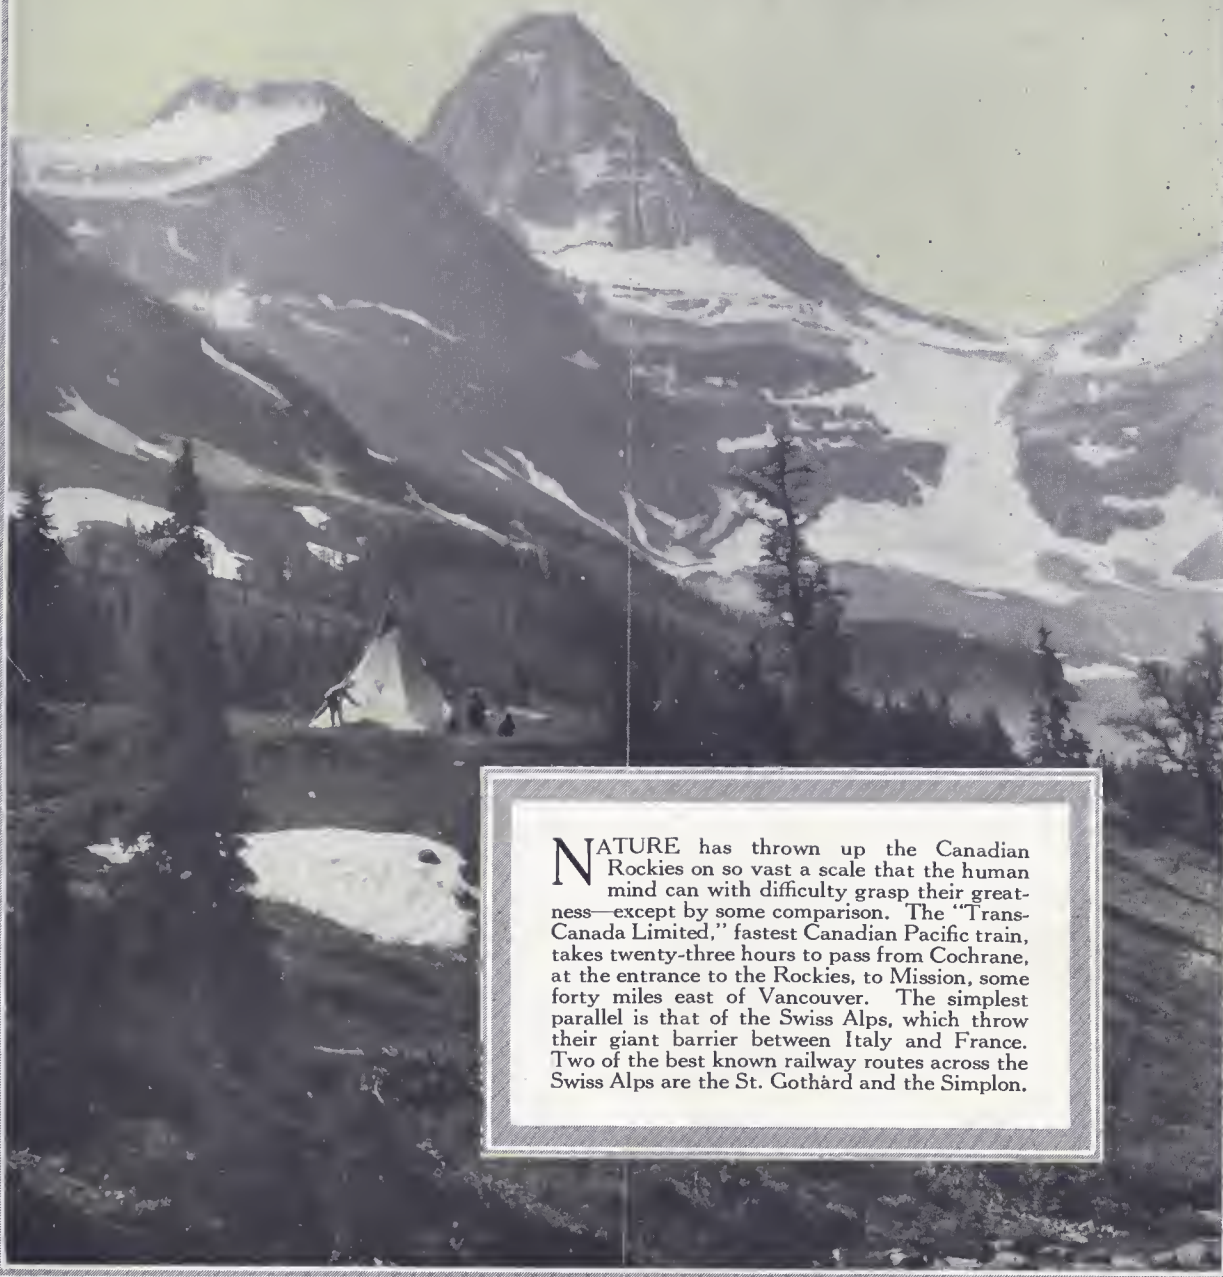 NATURE has thrown up the Canadian
Rockies on so vast a scale that the human
mind can with difficulty grasp their great-
ness—except by some comparison. The "Trans-
Canada Limited," fastest Canadian Pacific train,
takes twenty-three hours to pass from Cochrane,
at the entrance to the Rockies, to Mission, some
forty miles east of Vancouver. The simplest
parallel is that of the Swiss Alps, which throw
their giant barrier between Italy and France.
Two of the best known railway routes across the
Swiss Alps are the St. Gothard and the Simplon.